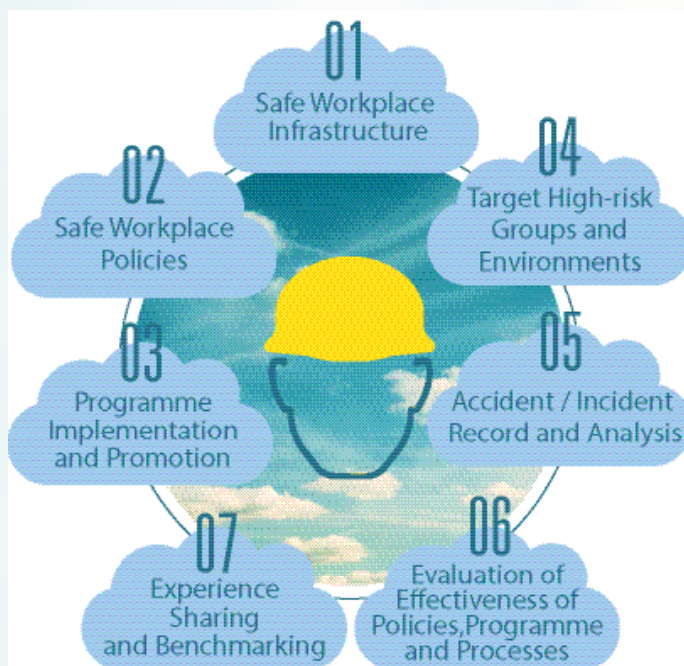 01
Safe Workplace
Infrastructure
02
Safe Workplace
Policies
03
Programme
Implementation
and Promotion
04
Target High-risk
Groups and
Environments
05
Accident / Incident
Record and Analysis
06
Evaluation of
Effectiveness of
Policies,Programme
and Processes
07
Experience
Sharing
and Benchmarking